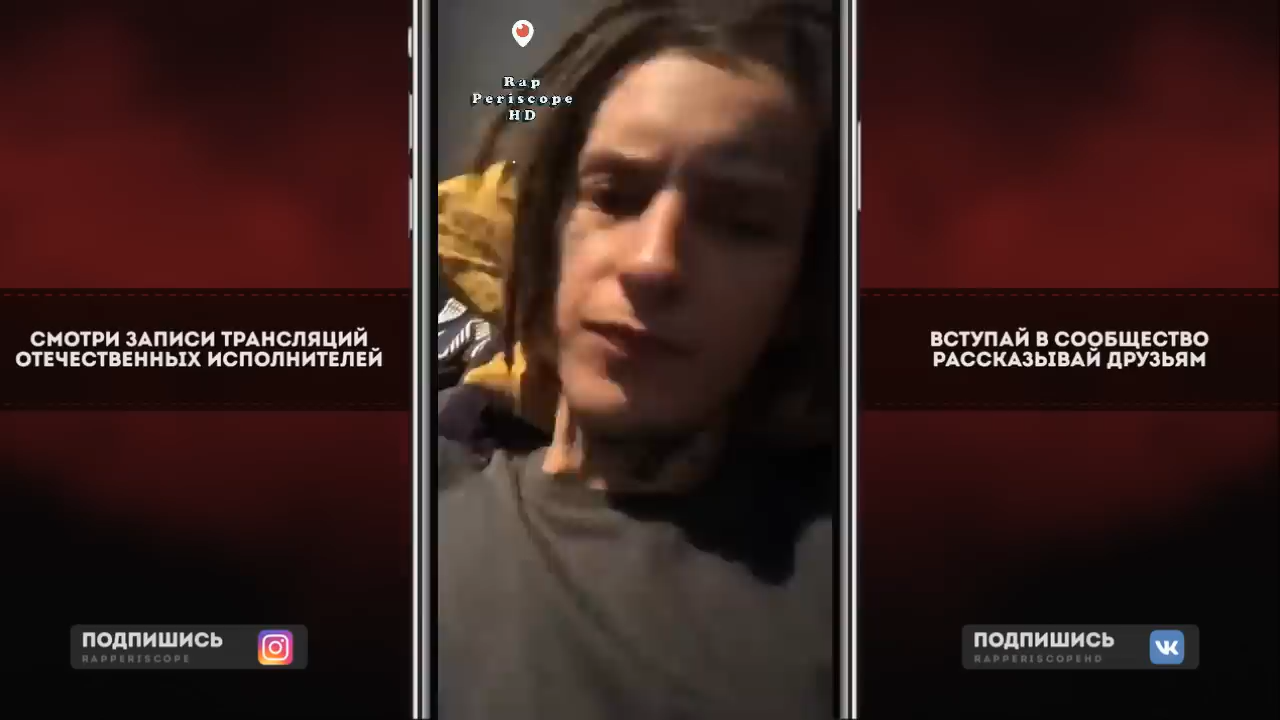 Rap
Periscope
HD
СМОТРИ ЗАПИСИ ТРАНСЛЯЦИЙ
ОТЕЧЕСТВЕННЫХ ИСПОЛНИТЕЛЕЙ
ВСТУПАЙ В СООБЩЕСТВО
РАССКАЗЫВАЙ ДРУЗЬЯМ
ПОДПИШИСЬ
RAPPERISCOPE
ПОДПИШИСЬ
RAPPERISCOPEHD